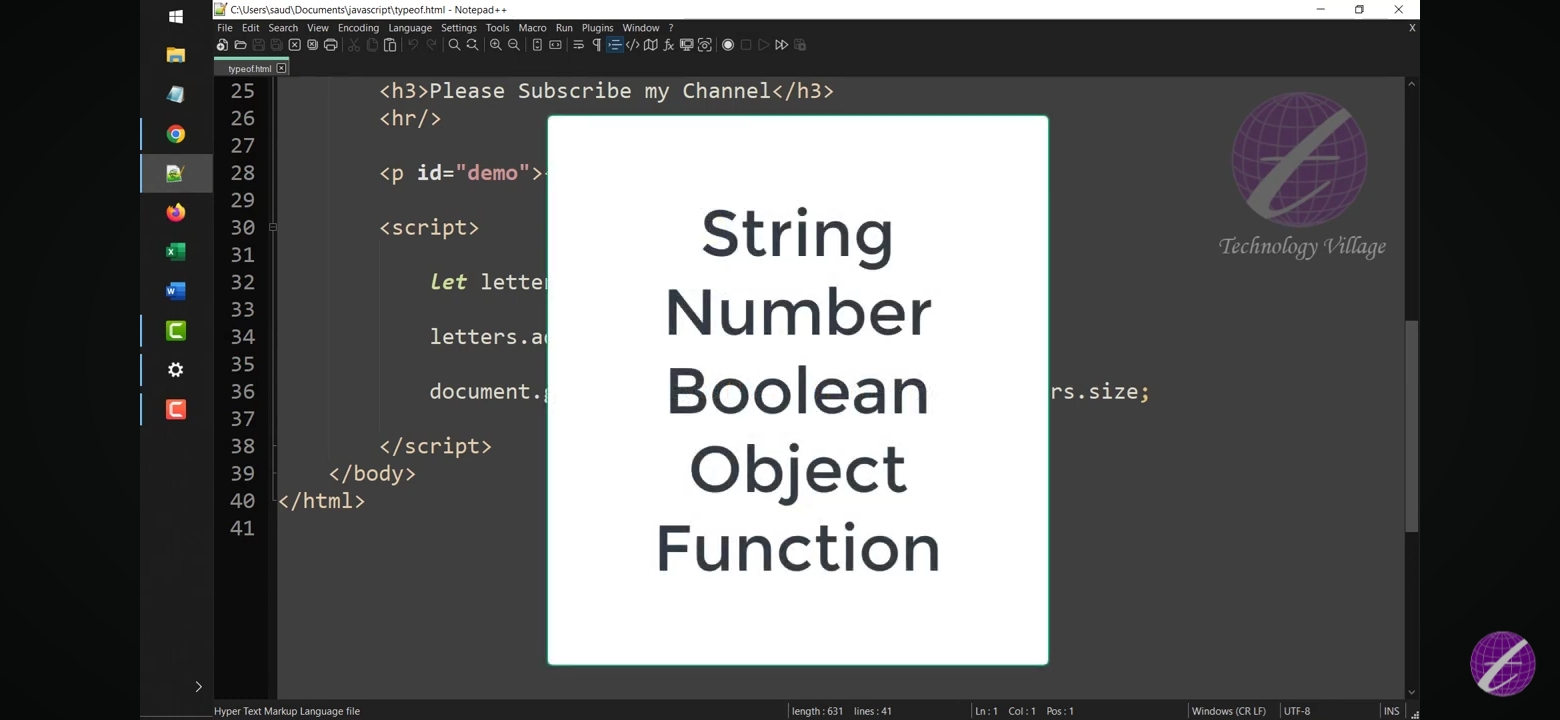 C:\Users\saud\Documents\javascript\typeof.html - Notepad++
File Edit Search View Encoding Language Settings Tools Macro Run Plugins Window ? X
typeof.html
25 <h3>Please Subscribe my Channel</h3>
26 <hr/>
27
28 <p id="demo">
29
30 <script>
31
32 let letter
33
34 letters.a
35
36 document. rs.size;
37
38 </script>
39 </body>
40 </html>
41
String
Number
Boolean
Object
Function
Technology Village
Hyper Text Markup Language file length : 631 lines : 41 Ln : 1 Col : 1 Pos : 1 Windows (CR LF) UTF-8 INS